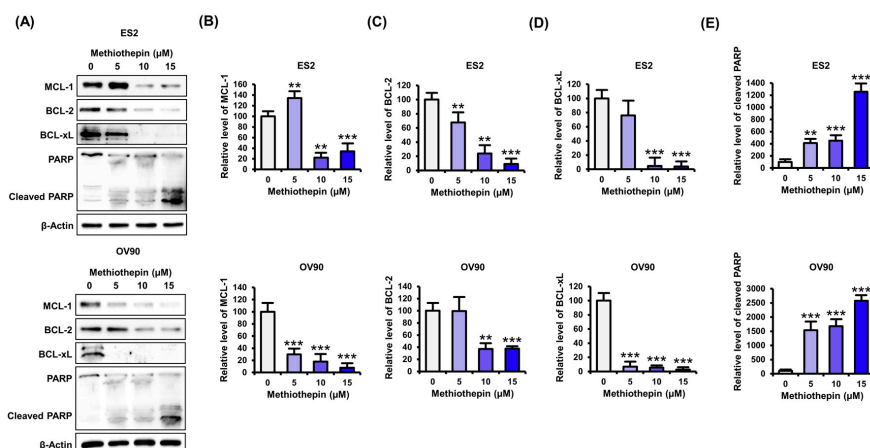 (A)
ES2
Methiothepin (µM)
0 5 10 15
MCL-1
BCL-2
BCL-xL
PARP
Cleaved PARP
β-Actin
OV90
Methiothepin (µM)
0 5 10 15
MCL-1
BCL-2
BCL-xL
PARP
Cleaved PARP
β-Actin
(B)
ES2
Relative level of MCL-1
160
140
120
100
80
60
40
20
0
**
**
***
0 5 10 15
Methiothepin (µM)
OV90
Relative level of MCL-1
140
120
100
80
60
40
20
0
***
***
***
0 5 10 15
Methiothepin (µM)
(C)
ES2
Relative level of BCL-2
120
100
80
60
40
20
0
**
**
***
0 5 10 15
Methiothepin (µM)
OV90
Relative level of BCL-2
140
120
100
80
60
40
20
0
**
***
0 5 10 15
Methiothepin (µM)
(D)
ES2
Relative level of BCL-xL
120
100
80
60
40
20
0
***
***
0 5 10 15
Methiothepin (µM)
OV90
Relative level of BCL-xL
120
100
80
60
40
20
0
***
***
***
0 5 10 15
Methiothepin (µM)
(E)
ES2
Relative level of cleaved PARP
1400
1200
1000
800
600
400
200
0
**
***
***
0 5 10 15
Methiothepin (µM)
OV90
Relative level of cleaved PARP
3000
2500
2000
1500
1000
500
0
***
***
***
0 5 10 15
Methiothepin (µM)